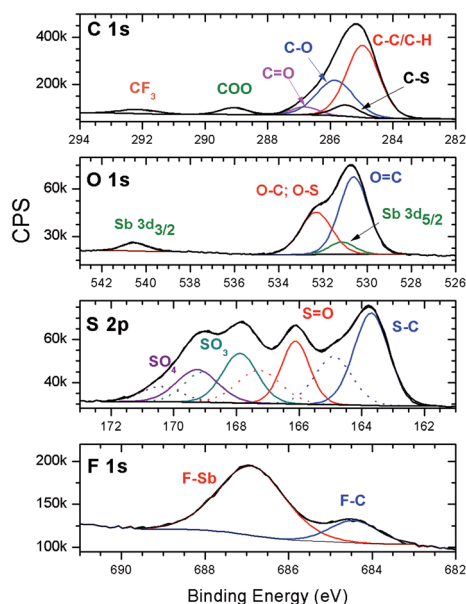 C 1s
400k
200k
CF3
COO
C=O
C-O
C-C/C-H
C-S
294 292 290 288 286 284 282
O 1s
60k
30k
Sb 3d3/2
O-C; O-S
O=C
Sb 3d5/2
542 540 538 536 534 532 530 528 526
CPS
S 2p
60k
40k
SO4
SO3
S=O
S-C
172 170 168 166 164 162
F 1s
200k
150k
100k
F-Sb
F-C
690 688 686 684 682
Binding Energy (eV)